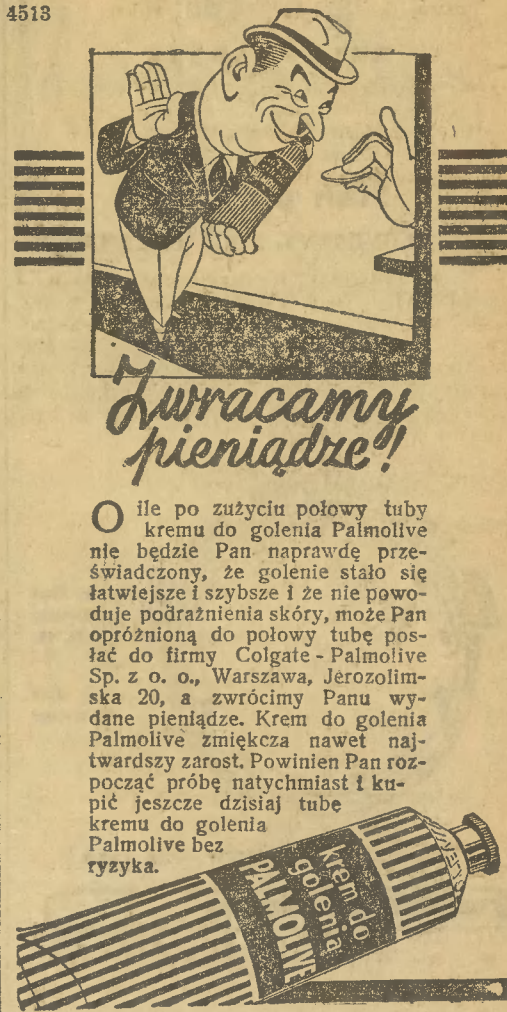 4513
PALMOLIVE
Zwracamy
pieniądze!
O ile po zużyciu połowy tuby
kremu do golenia Palmolive
nie będzie Pan naprawdę prze-
świadczony, że golenie stało się
łatwiejsze i szybsze i że nie powo-
duje podrażnienia skóry, może Pan
opróżnioną do połowy tubę pos-
łać do firmy Colgate - Palmolive
Sp. z o. o., Warszawa, Jerozolim-
ska 20, a zwrócimy Panu wy-
dane pieniądze. Krem do golenia
Palmolive zmiękcza nawet naj-
twardszy zarost. Powinien Pan roz-
począć próbę natychmiast i ku-
pić jeszcze dzisiaj tubę
kremu do golenia
Palmolive bez
ryzyka.
krem do
golenia
PALMOLIVE